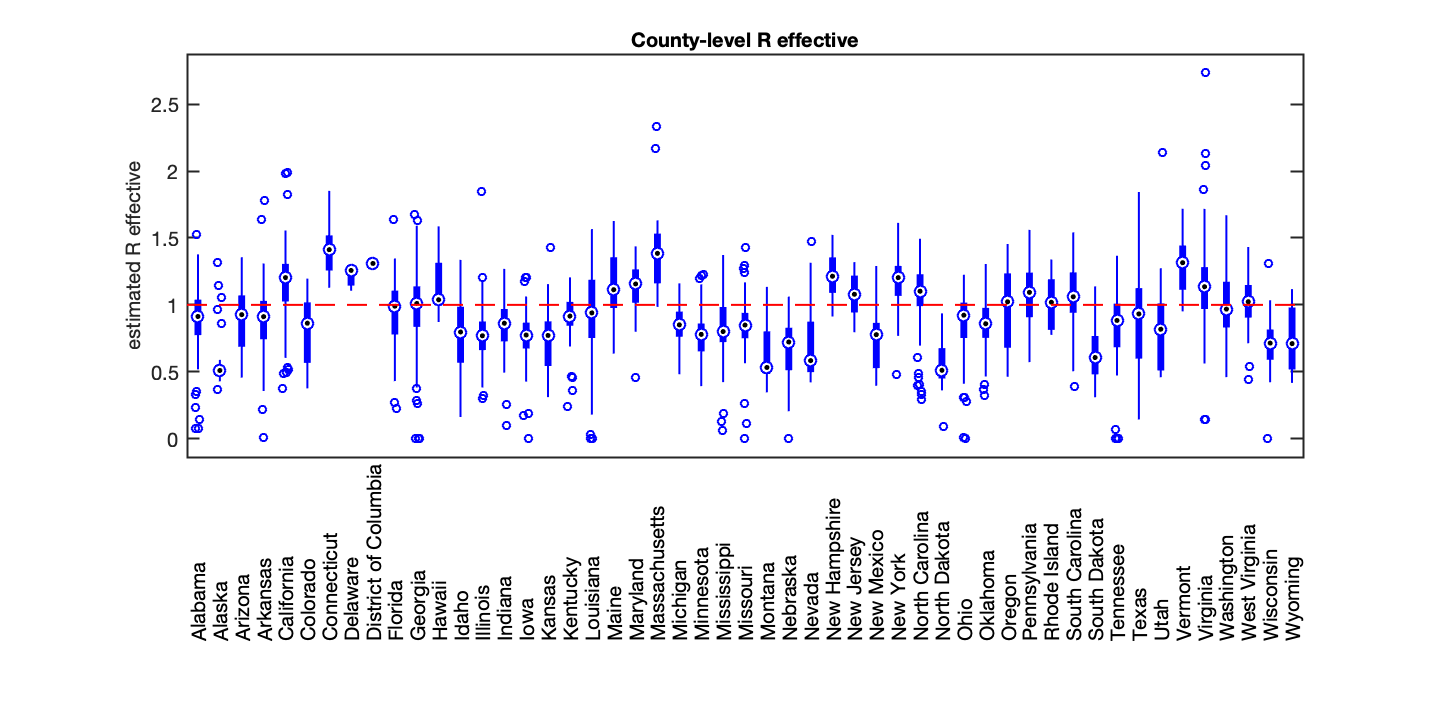 County-level R effective
estimated R effective
2.5
2
1.5
1
0.5
0
Alabama
Alaska
Arizona
Arkansas
California
Colorado
Connecticut
Delaware
District of Columbia
Florida
Georgia
Hawaii
Idaho
Illinois
Indiana
Iowa
Kansas
Kentucky
Louisiana
Maine
Maryland
Massachusetts
Michigan
Minnesota
Mississippi
Missouri
Montana
Nebraska
Nevada
New Hampshire
New Jersey
New Mexico
New York
North Carolina
North Dakota
Ohio
Oklahoma
Oregon
Pennsylvania
Rhode Island
South Carolina
South Dakota
Tennessee
Texas
Utah
Vermont
Virginia
Washington
West Virginia
Wisconsin
Wyoming